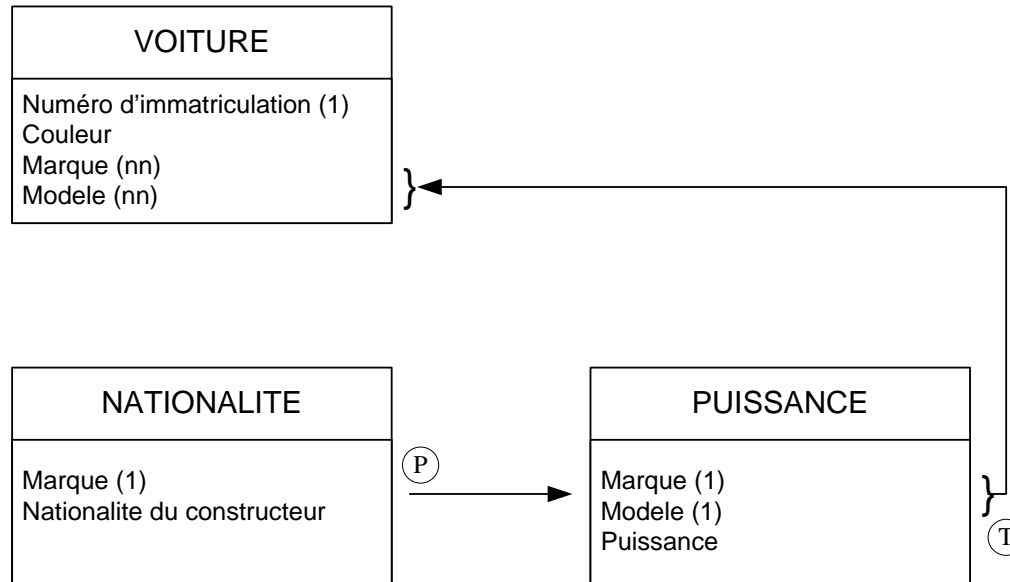 VOITURE
Numéro d'immatriculation (1)
Couleur
Marque (nn)
Modele (nn)
}
NATIONALITE
Marque (1)
Nationalite du constructeur
P
PUISSANCE
Marque (1)
Modele (1)
Puissance
}
T